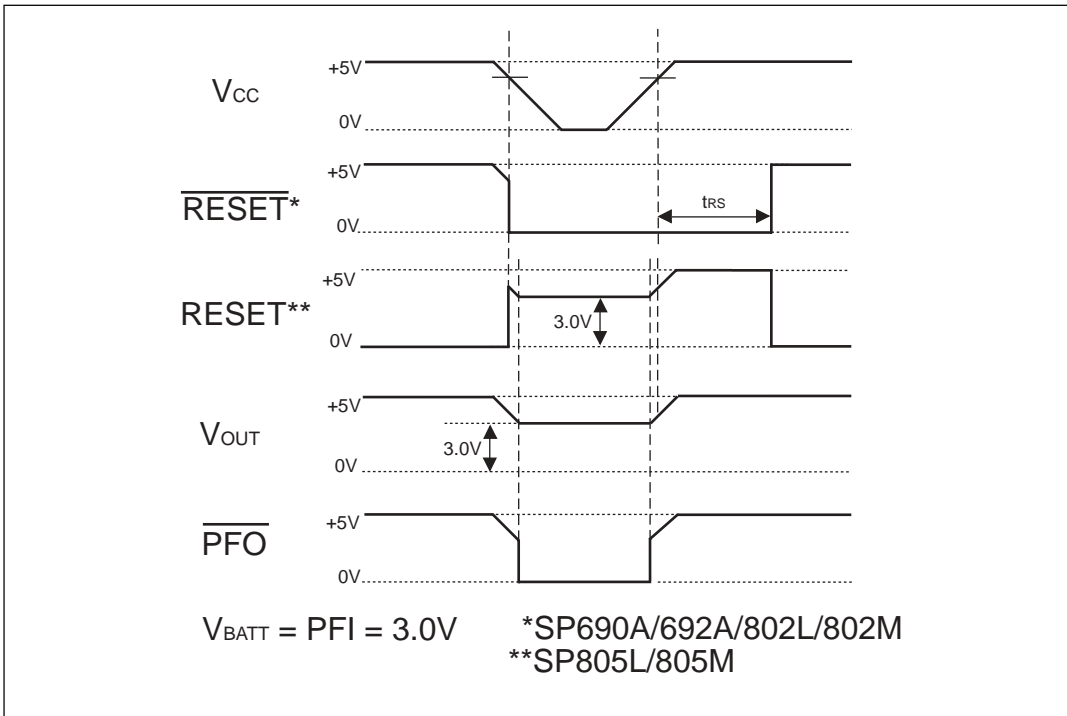 +5V
VCC
0V
+5V
RESET*
tRS
0V
+5V
RESET**
3.0V
0V
+5V
VOUT
3.0V
0V
+5V
PFO
0V
VBATT = PFI = 3.0V
*SP690A/692A/802L/802M
**SP805L/805M